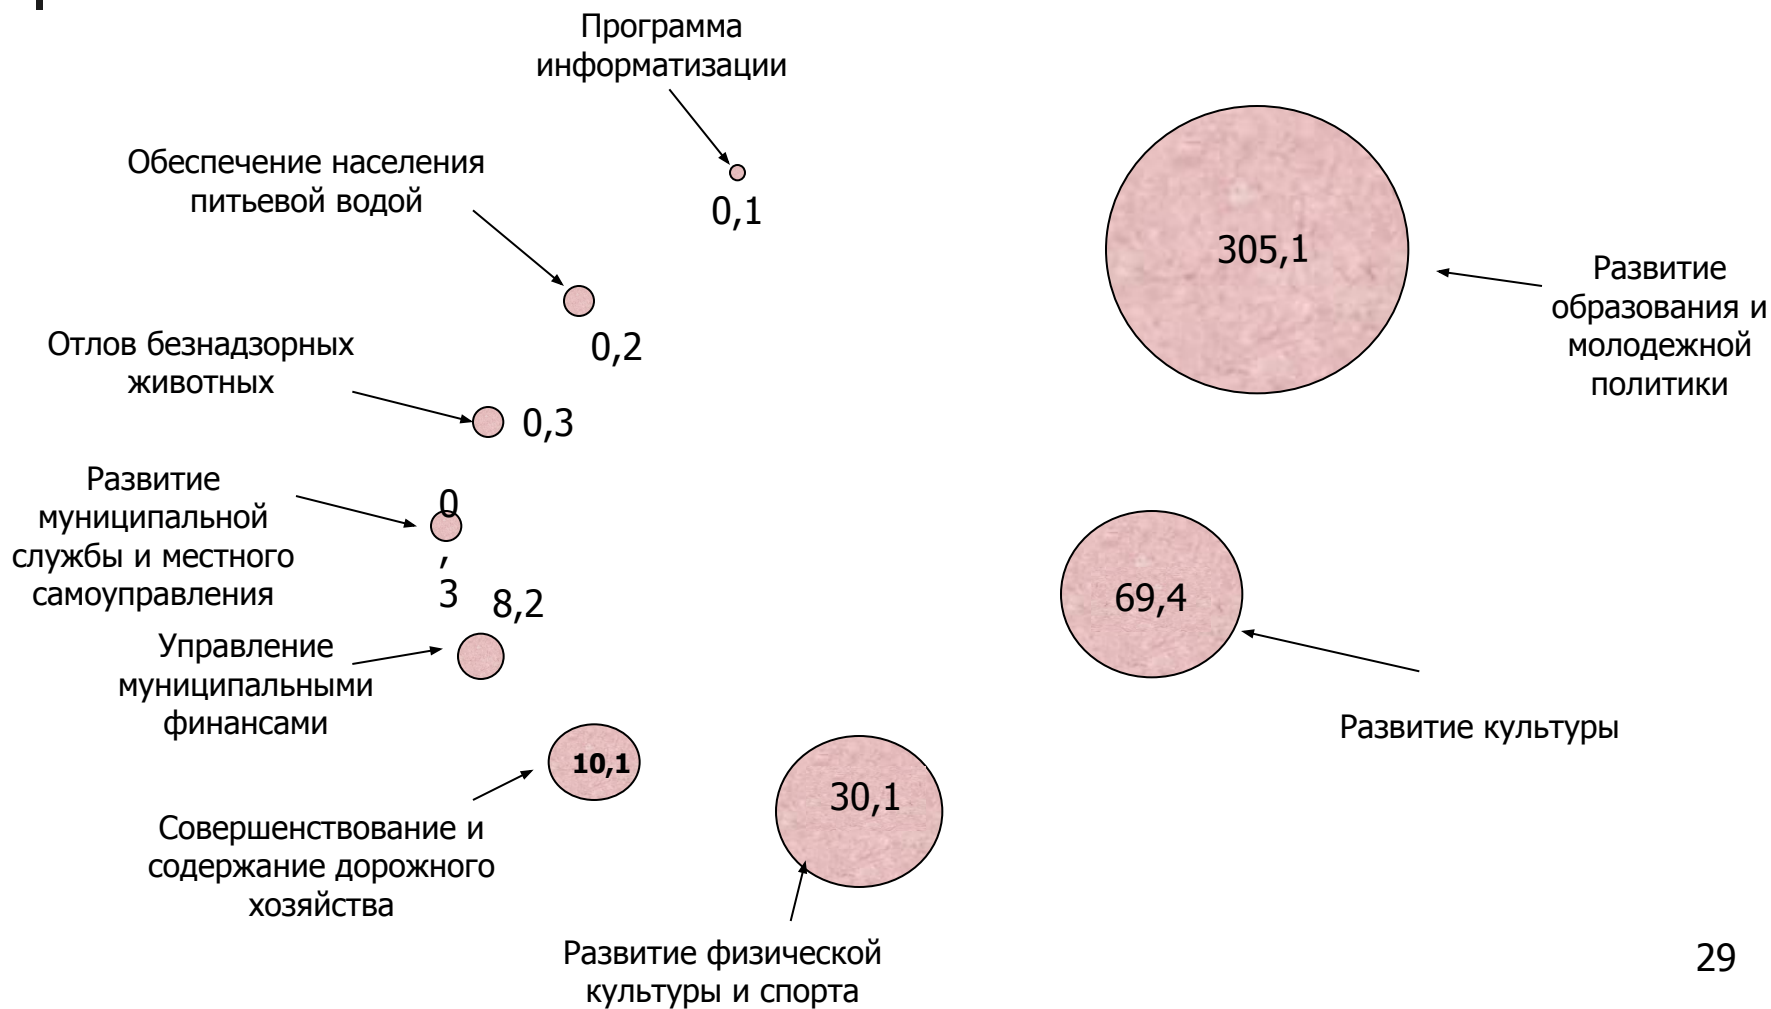 Программа
информатизации
0,1
Обеспечение населения
питьевой водой
0,2
Отлов безнадзорных
животных
0,3
Развитие
муниципальной
службы и местного
самоуправления
0
,
3
8,2
Управление
муниципальными
финансами
10,1
Совершенствование и
содержание дорожного
хозяйства
30,1
Развитие физической
культуры и спорта
305,1
Развитие
образования и
молодежной
политики
69,4
Развитие культуры
29